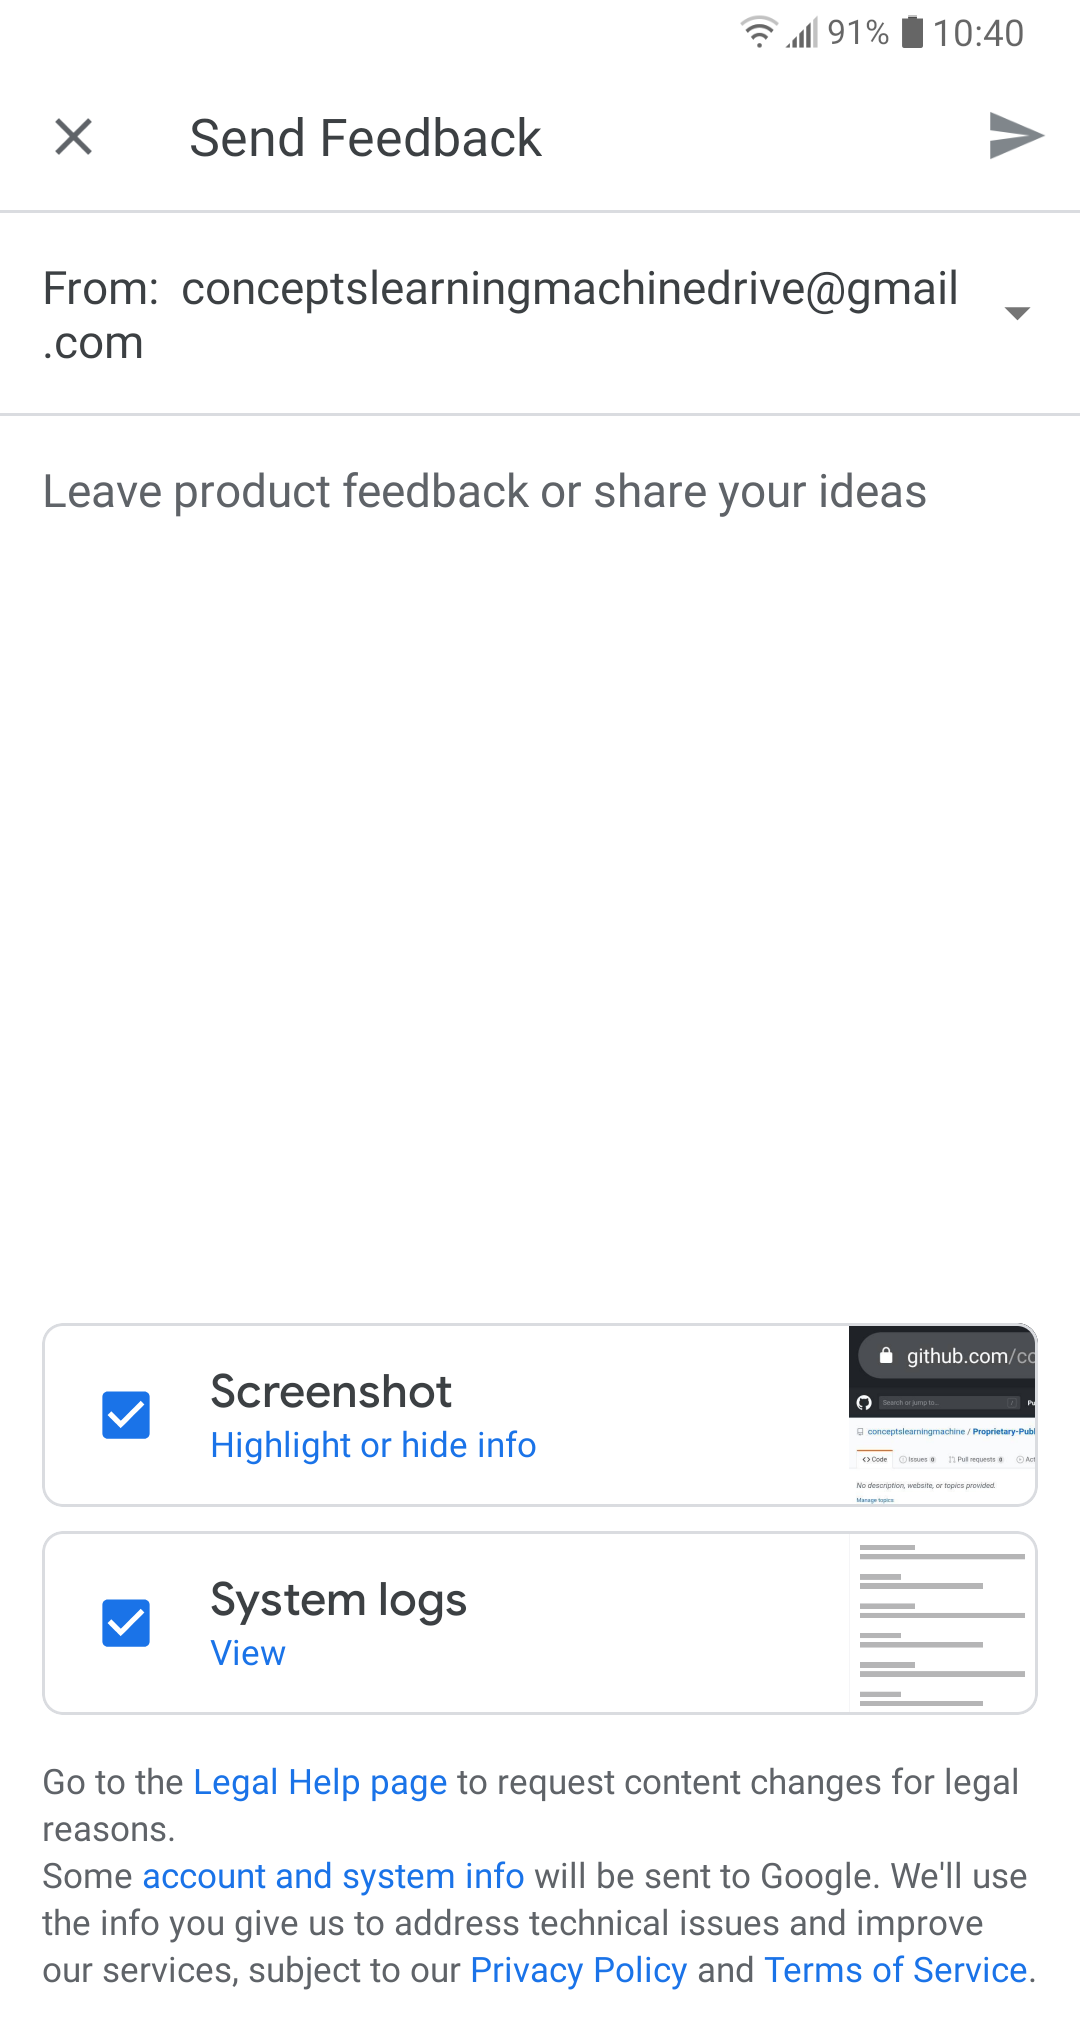 91% 10:40
Send Feedback
From: conceptslearningmachinedrive@gmail
.com
Leave product feedback or share your ideas
Screenshot
Highlight or hide info
github.com/co
Search or jump to...
/
Pu
conceptslearningmachine / Proprietary-Publ
Code Issues 0 Pull requests 0 Act
No description, website, or topics provided.
Manage topics
System logs
View
Go to the Legal Help page to request content changes for legal
reasons.
Some account and system info will be sent to Google. We'll use
the info you give us to address technical issues and improve
our services, subject to our Privacy Policy and Terms of Service.